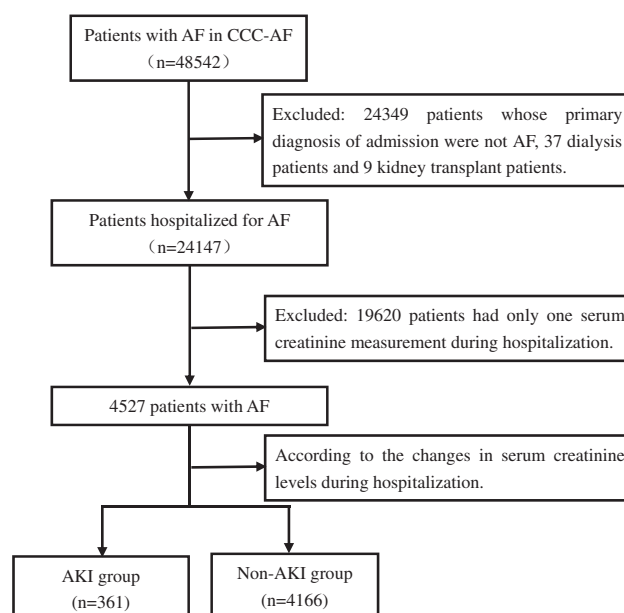 Patients with AF in CCC-AF
（n=48542）
Excluded: 24349 patients whose primary
diagnosis of admission were not AF, 37 dialysis
patients and 9 kidney transplant patients.
Patients hospitalized for AF
（n=24147）
Excluded: 19620 patients had only one serum
creatinine measurement during hospitalization.
4527 patients with AF
According to the changes in serum creatinine
levels during hospitalization.
AKI group
(n=361)
Non-AKI group
(n=4166)